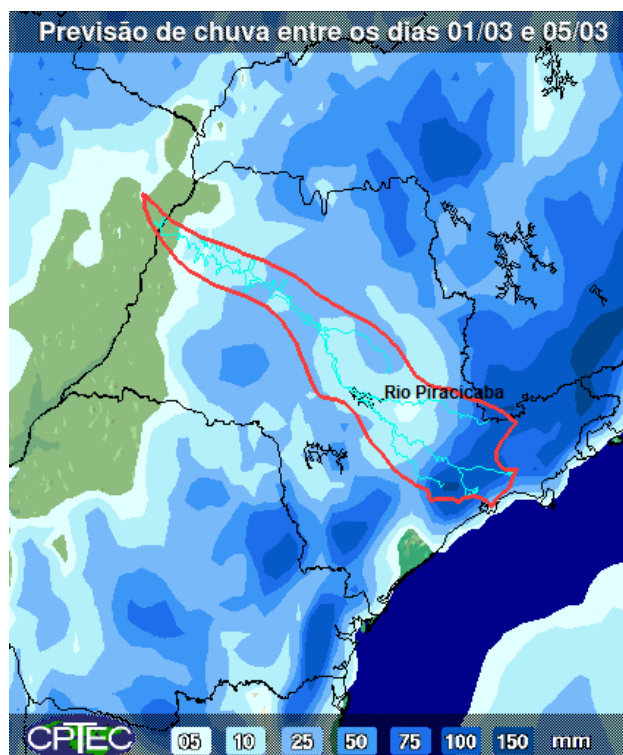 Previsão de chuva entre os dias 01/03 e 05/03
Rio Piracicaba
CPTEC 05 10 25 50 75 100 150 mm